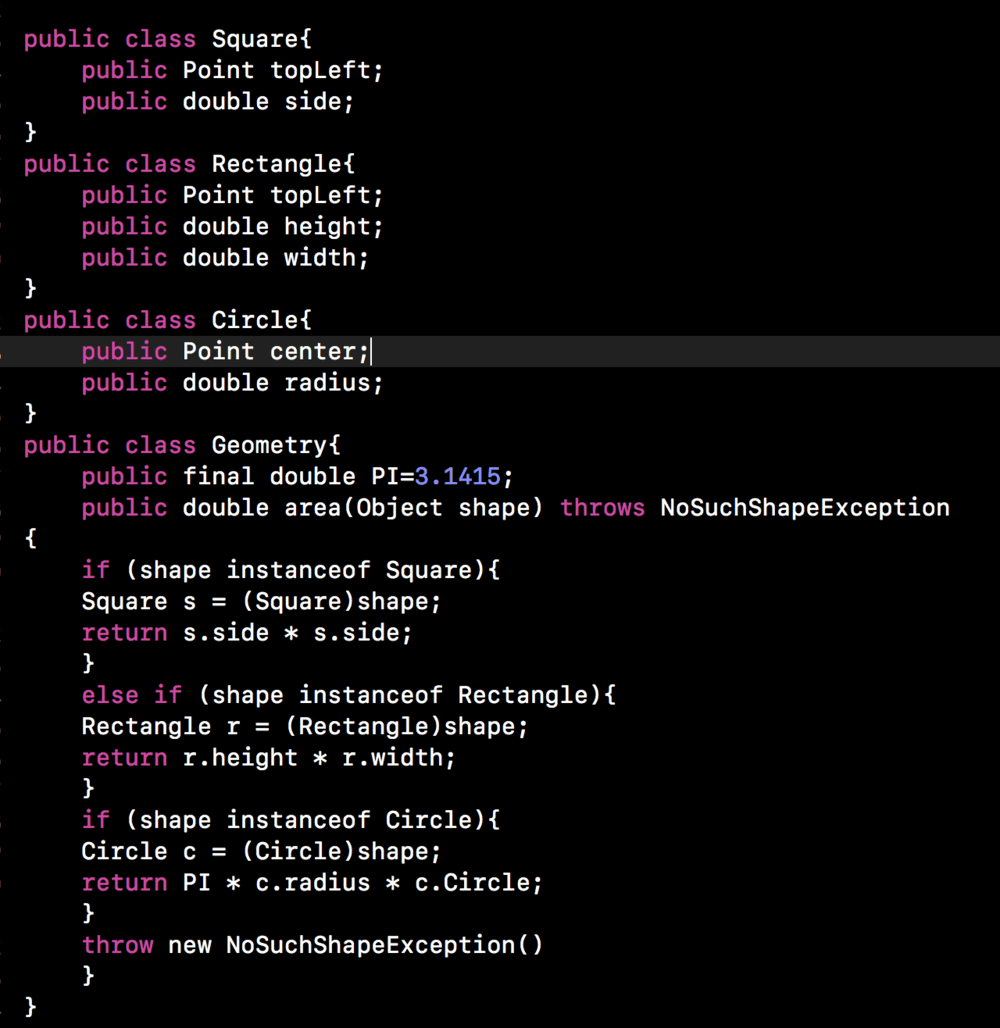 public class Square{
    public Point topLeft;
    public double side;
}
public class Rectangle{
    public Point topLeft;
    public double height;
    public double width;
}
public class Circle{
    public Point center;
    public double radius;
}
public class Geometry{
    public final double PI=3.1415;
    public double area(Object shape) throws NoSuchShapeException
{
    if (shape instanceof Square){
    Square s = (Square)shape;
    return s.side * s.side;
    }
    else if (shape instanceof Rectangle){
    Rectangle r = (Rectangle)shape;
    return r.height * r.width;
    }
    if (shape instanceof Circle){
    Circle c = (Circle)shape;
    return PI * c.radius * c.Circle;
    }
    throw new NoSuchShapeException()
    }
}